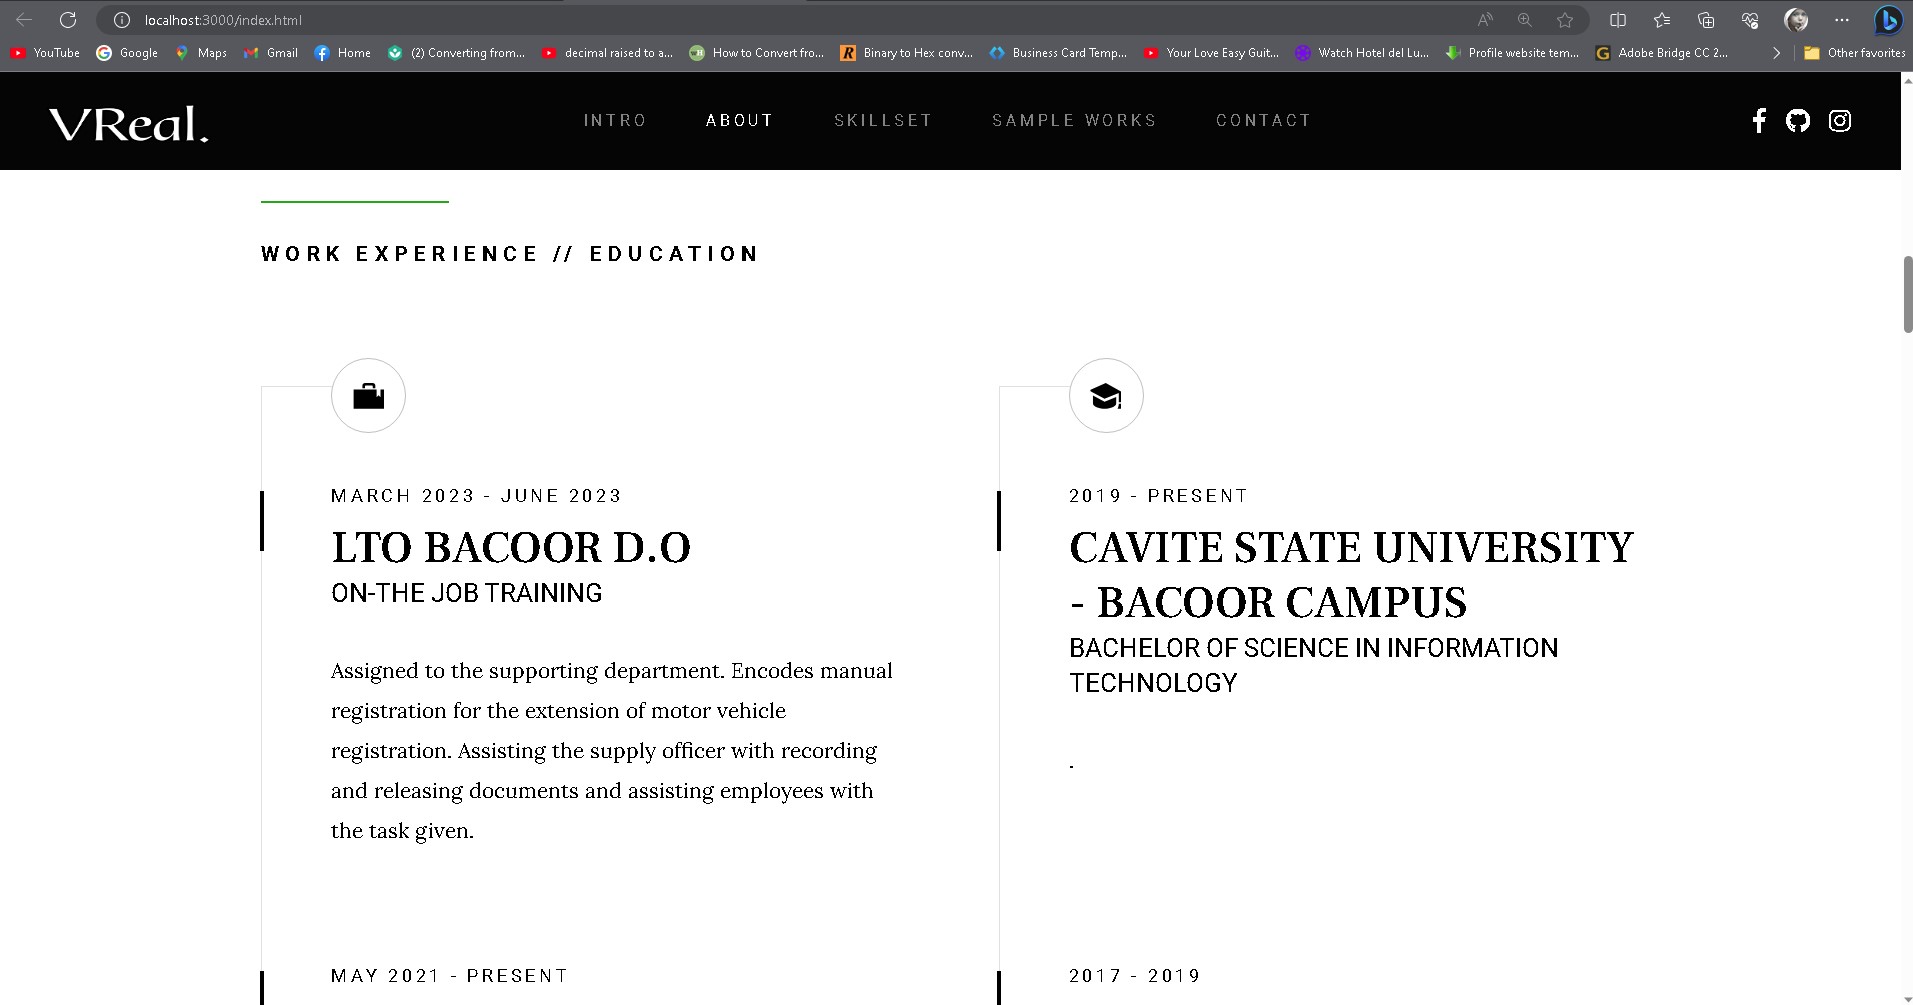 localhost:3000/index.html
YouTube
Google
Maps
Gmail
Home
(2) Converting from...
decimal raised to a...
How to Convert fro...
Binary to Hex conv...
Business Card Temp...
Your Love Easy Guit...
Watch Hotel del Lu...
Profile website tem...
Adobe Bridge CC 2...
Other favorites
VReal.
INTRO
ABOUT
SKILLSET
SAMPLE WORKS
CONTACT
WORK EXPERIENCE // EDUCATION
MARCH 2023 - JUNE 2023
LTO BACOOR D.O
ON-THE JOB TRAINING
Assigned to the supporting department. Encodes manual
registration for the extension of motor vehicle
registration. Assisting the supply officer with recording
and releasing documents and assisting employees with
the task given.
MAY 2021 - PRESENT
2019 - PRESENT
CAVITE STATE UNIVERSITY
- BACOOR CAMPUS
BACHELOR OF SCIENCE IN INFORMATION
TECHNOLOGY
.
2017 - 2019